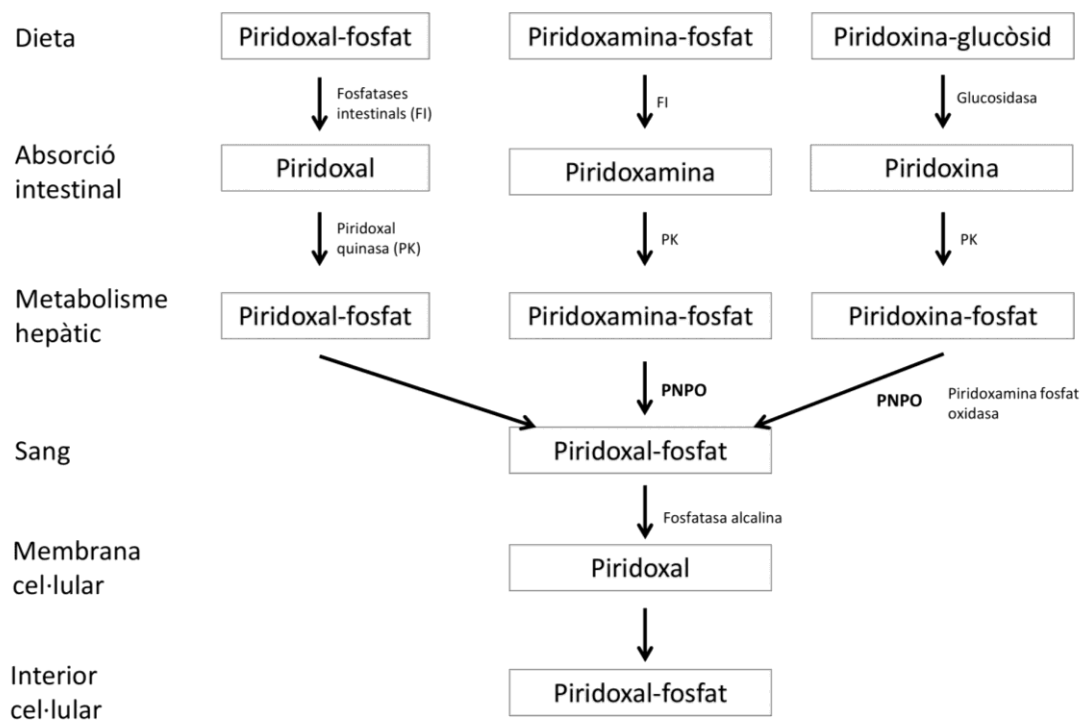 Dieta
Piridoxal-fosfat
Piridoxamina-fosfat
Piridoxina-glucòsid
Fosfatases
intestinals (FI)
FI
Glucosidasa
Absorció
intestinal
Piridoxal
Piridoxamina
Piridoxina
Piridoxal
quinasa (PK)
PK
PK
Metabolisme
hepàtic
Piridoxal-fosfat
Piridoxamina-fosfat
Piridoxina-fosfat
PNPO
PNPO
Piridoxamina fosfat
oxidasa
Sang
Piridoxal-fosfat
Fosfatasa alcalina
Membrana
cel·lular
Piridoxal
Interior
cel·lular
Piridoxal-fosfat